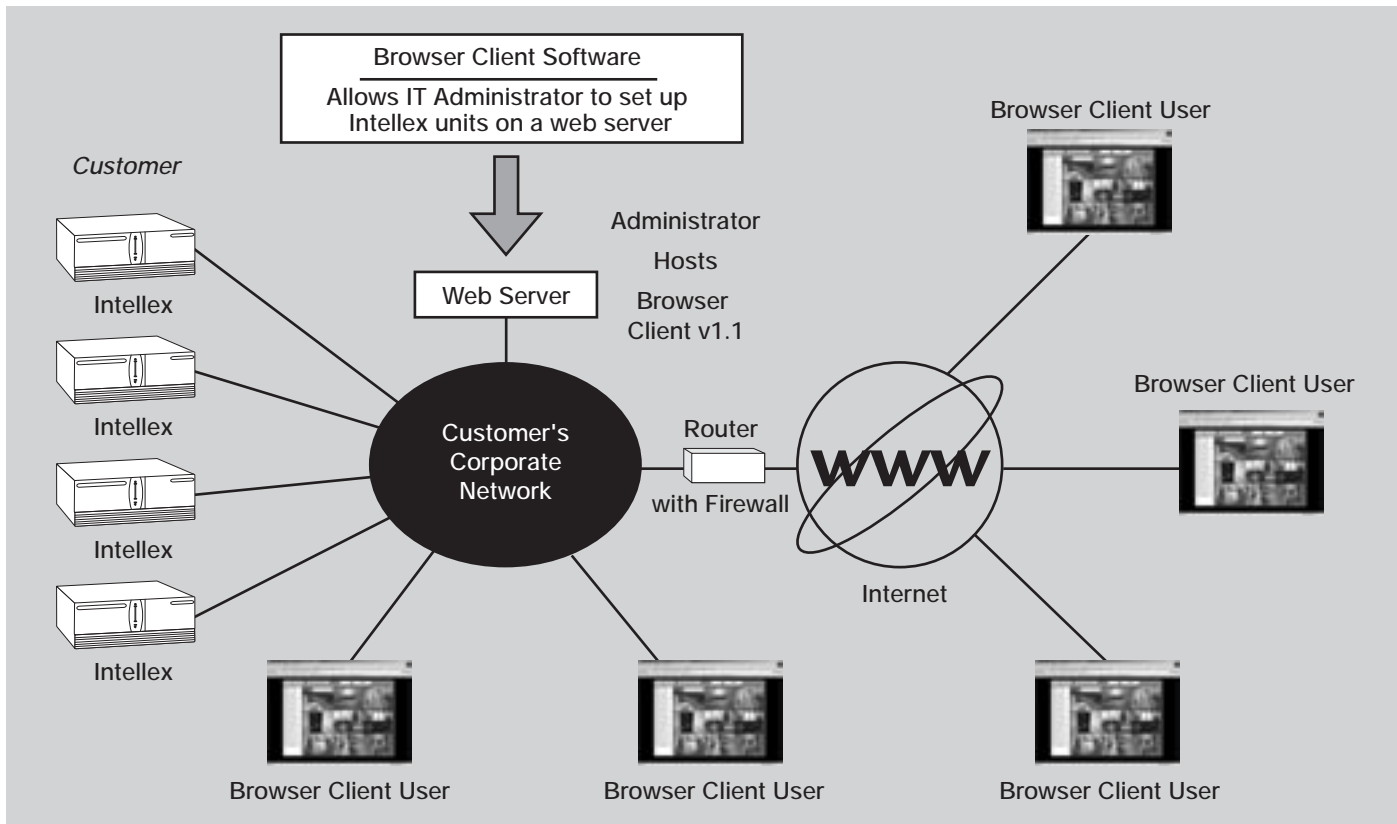 Browser Client Software
Allows IT Administrator to set up
Intellex units on a web server
Customer
Intellex
Intellex
Intellex
Intellex
Web Server
Administrator
Hosts
Browser
Client v1.1
Customer's
Corporate
Network
Router
with Firewall
WWW
Internet
Browser Client User
Browser Client User
Browser Client User
Browser Client User
Browser Client User